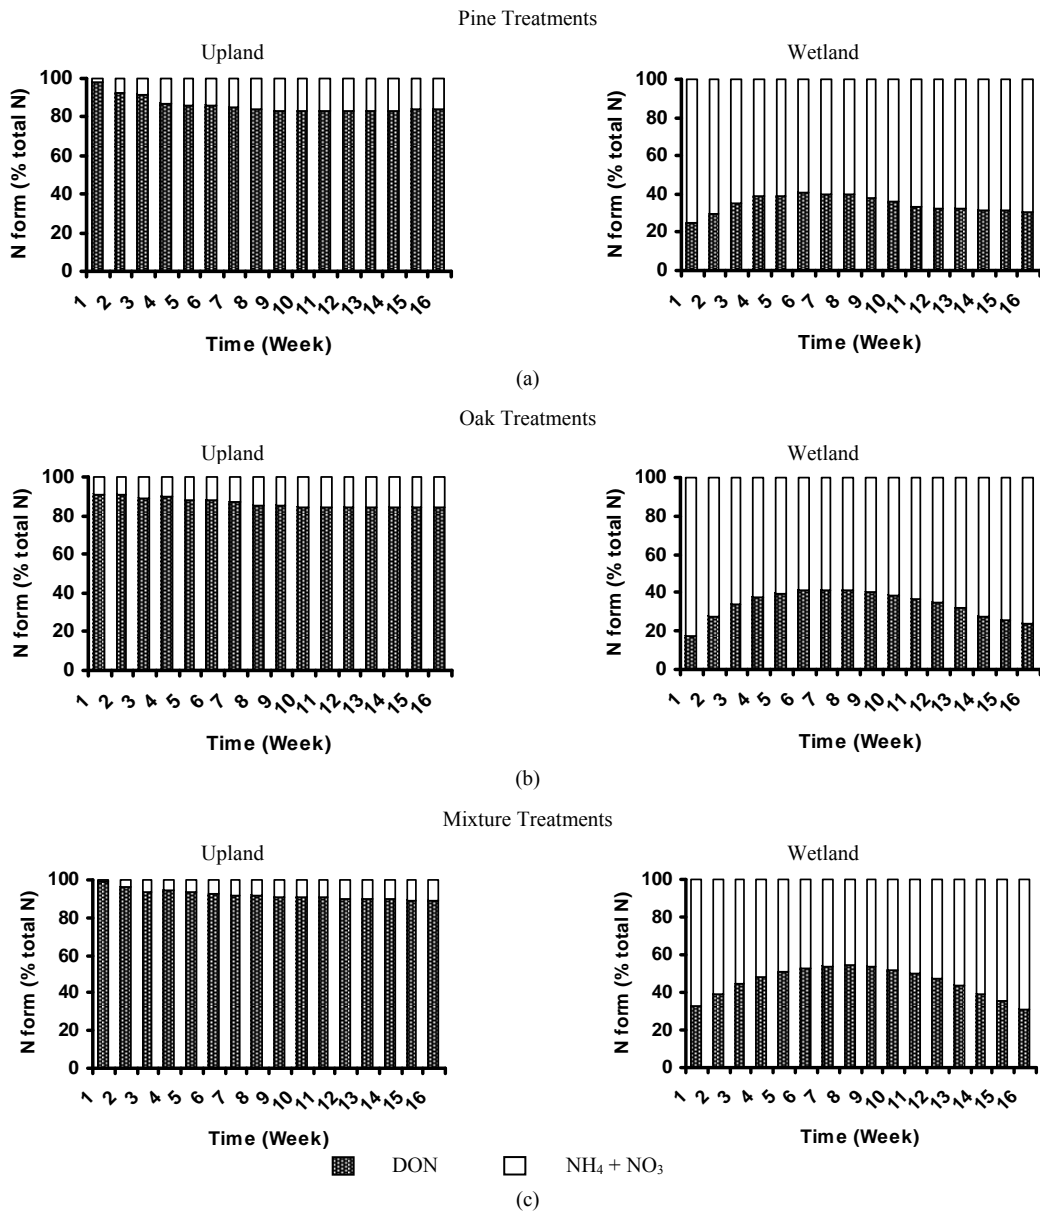 Pine Treatments
Upland
Wetland
N form (% total N)
100
80
60
40
20
0
1 2 3 4 5 6 7 8 9 10 11 12 13 14 15 16
Time (Week)
N form (% total N)
100
80
60
40
20
0
1 2 3 4 5 6 7 8 9 10 11 12 13 14 15 16
Time (Week)
(a)
Oak Treatments
Upland
Wetland
N form (% total N)
100
80
60
40
20
0
1 2 3 4 5 6 7 8 9 10 11 12 13 14 15 16
Time (Week)
N form (% total N)
100
80
60
40
20
0
1 2 3 4 5 6 7 8 9 10 11 12 13 14 15 16
Time (Week)
(b)
Mixture Treatments
Upland
Wetland
N form (% total N)
100
80
60
40
20
0
1 2 3 4 5 6 7 8 9 10 11 12 13 14 15 16
Time (Week)
N form (% total N)
100
80
60
40
20
0
1 2 3 4 5 6 7 8 9 10 11 12 13 14 15 16
Time (Week)
DON NH₄ + NO₃
(c)